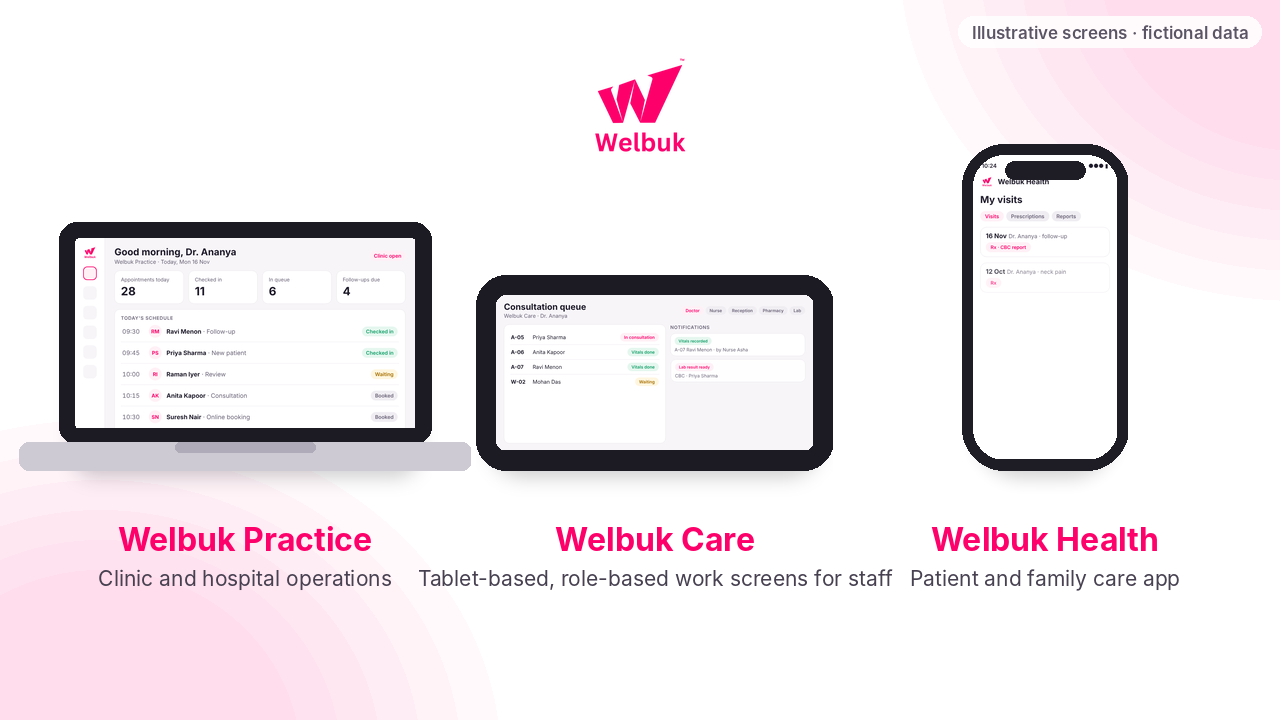 Illustrative screens · fictional data
Welbuk
Good morning, Dr. Ananya
Welbuk Practice · Today, Mon 16 Nov
Clinic open
Appointments today
28
Checked in
11
In queue
6
Follow-ups due
4
TODAY'S SCHEDULE
09:30 RM Ravi Menon · Follow-up Checked in
09:45 PS Priya Sharma · New patient Checked in
10:00 RI Raman Iyer · Review Waiting
10:15 AK Anita Kapoor · Consultation Booked
10:30 SN Suresh Nair · Online booking Booked
Consultation queue
Welbuk Care · Dr. Ananya
Doctor Nurse Reception Pharmacy Lab
A-05 Priya Sharma In consultation
A-06 Anita Kapoor Vitals done
A-07 Ravi Menon Vitals done
W-02 Mohan Das Waiting
NOTIFICATIONS
Vitals recorded
A-07 Ravi Menon · by Nurse Asha
Lab result ready
CBC · Priya Sharma
10:24
Welbuk Health
My visits
Visits Prescriptions Reports
16 Nov Dr. Ananya · follow-up
Rx · CBC report
12 Oct Dr. Ananya · neck pain
Rx
Welbuk Practice
Clinic and hospital operations
Welbuk Care
Tablet-based, role-based work screens for staff
Welbuk Health
Patient and family care app